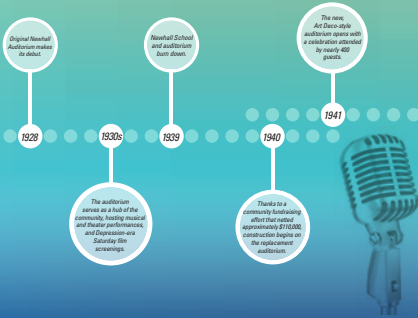 Original Newhall
Auditorium makes
its debut.
1928
1930s
The auditorium
serves as a hub of the
community, hosting musical
and theater performances,
and Depression-era
Saturday film
screenings.
Newhall School
and auditorium
burn down.
1939
1940
Thanks to a
community fundraising
effort that netted
approximately $110,000,
construction begins on
the replacement
auditorium.
The new,
Art Deco-style
auditorium opens with
a celebration attended
by nearly 400
guests.
1941